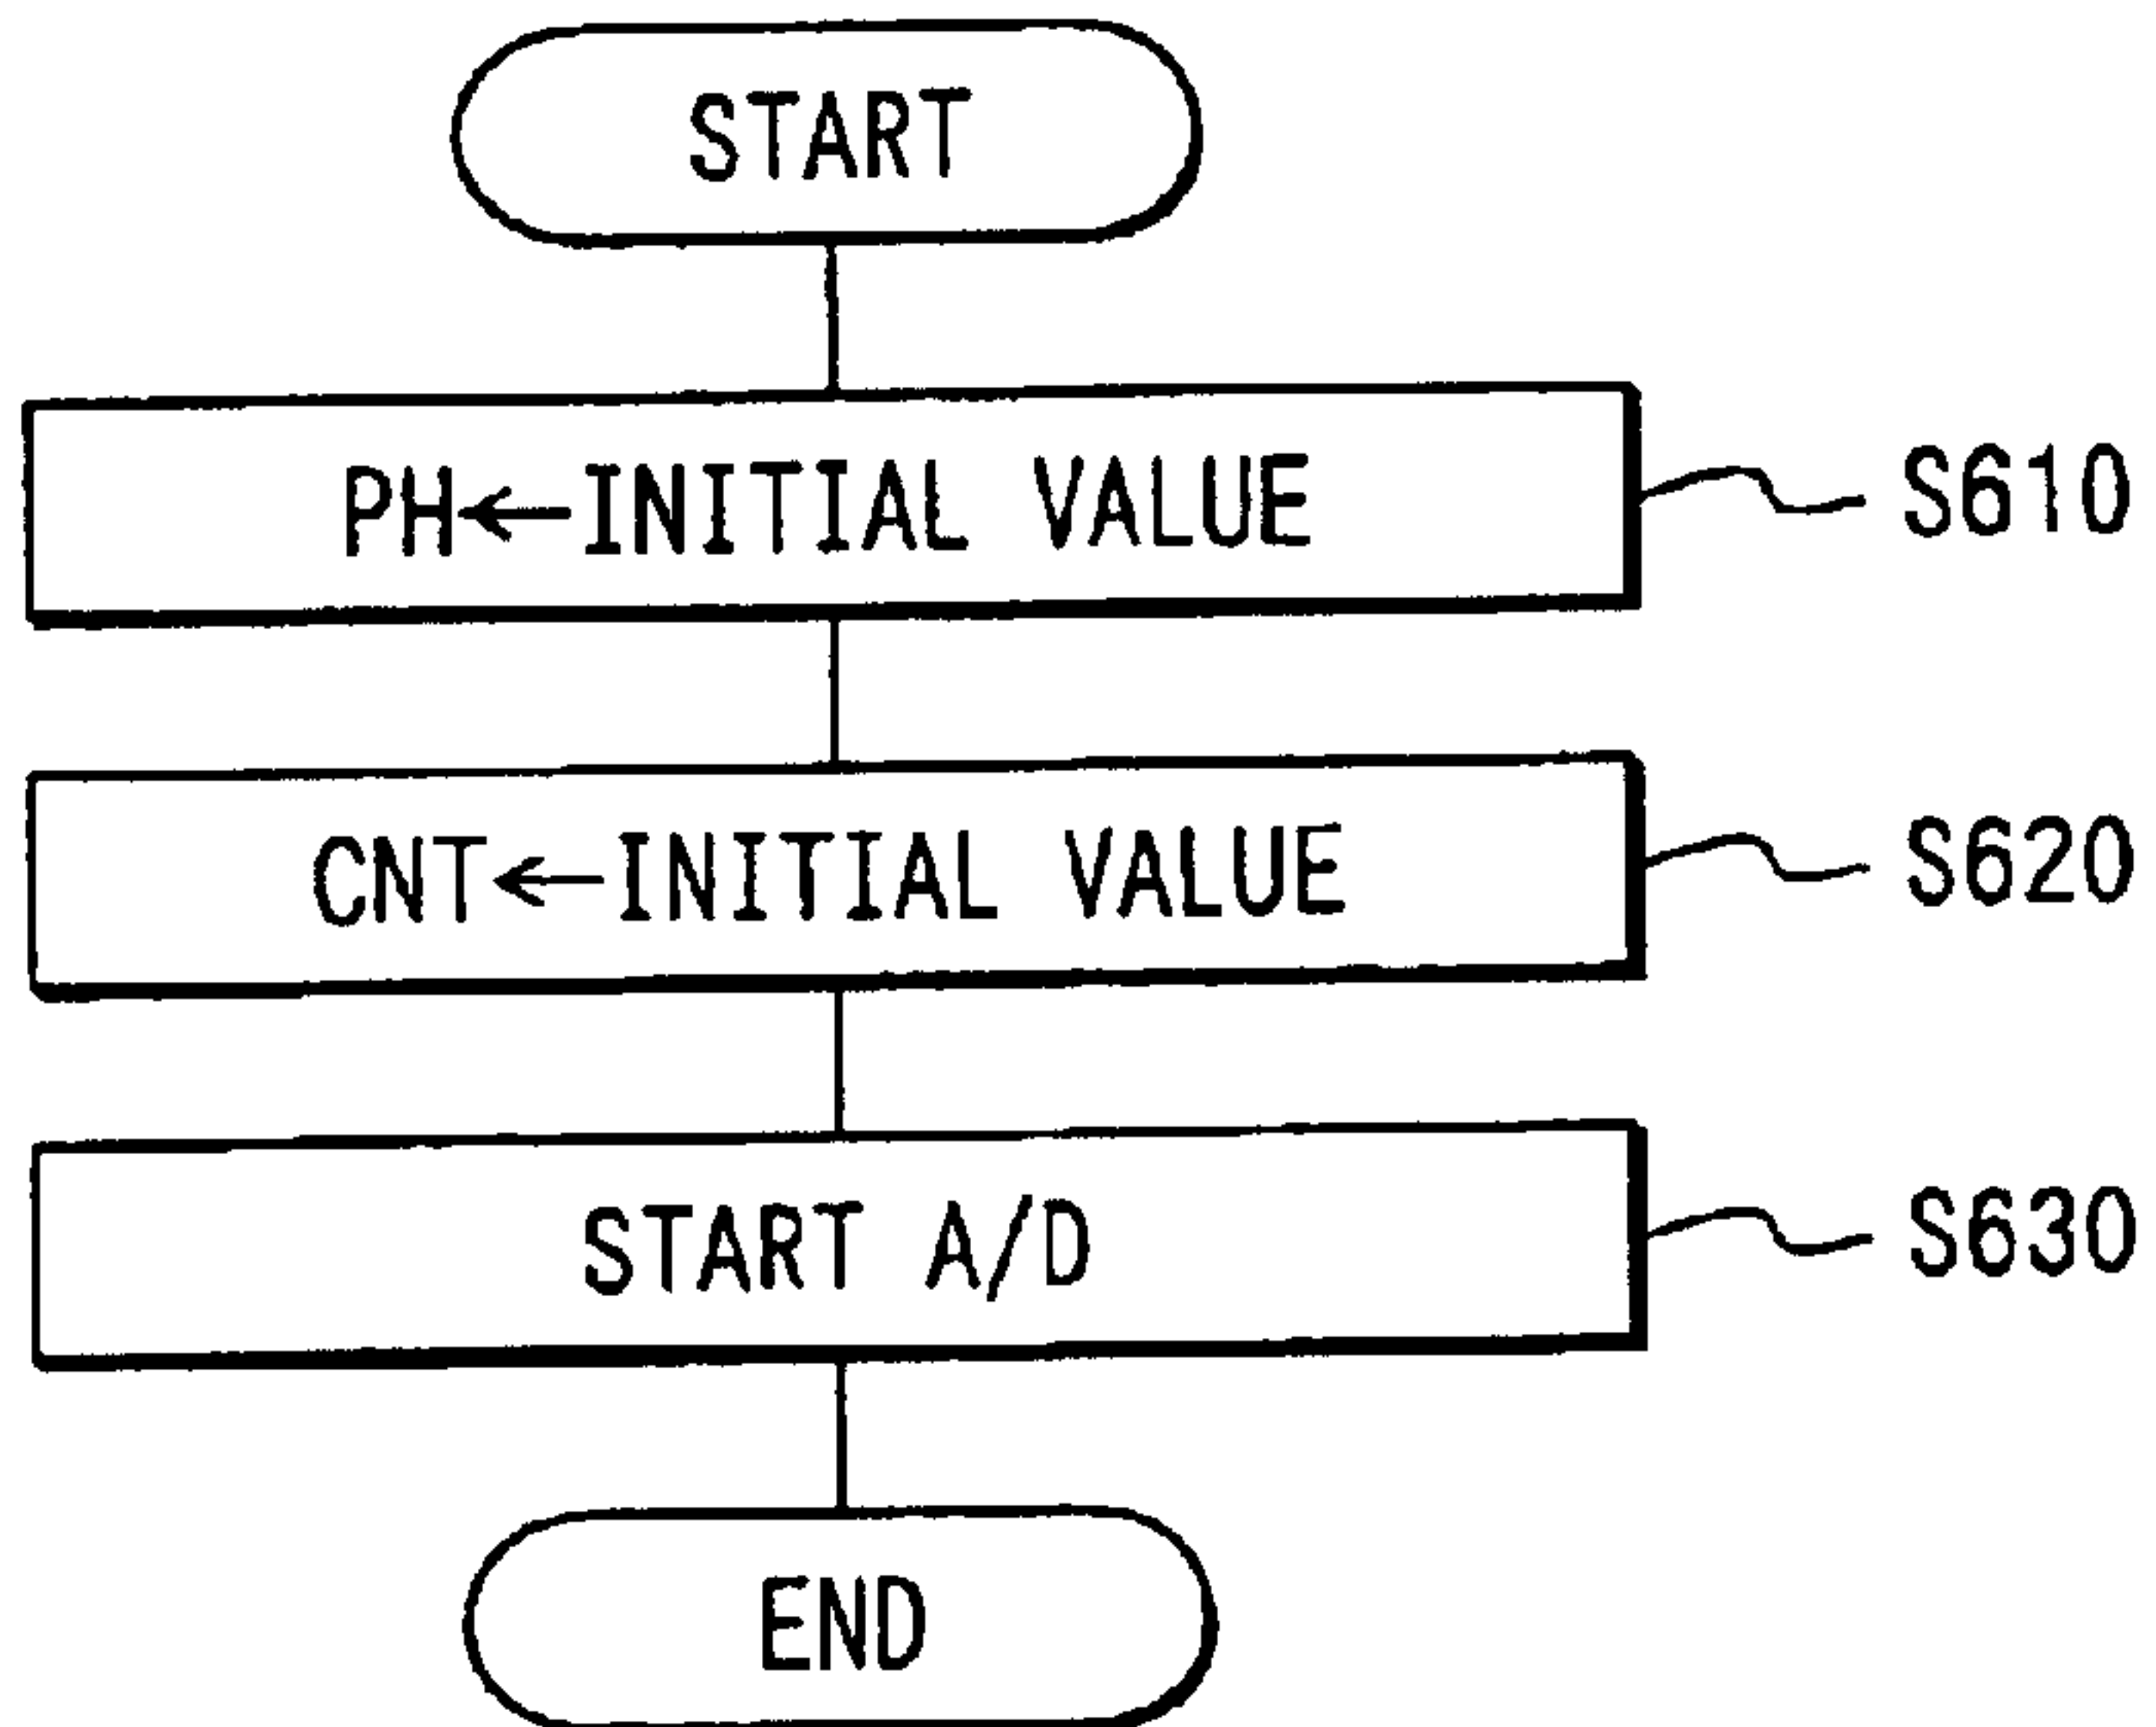 START
PH←INITIAL VALUE
S610
CNT←INITIAL VALUE
S620
START A/D
S630
END